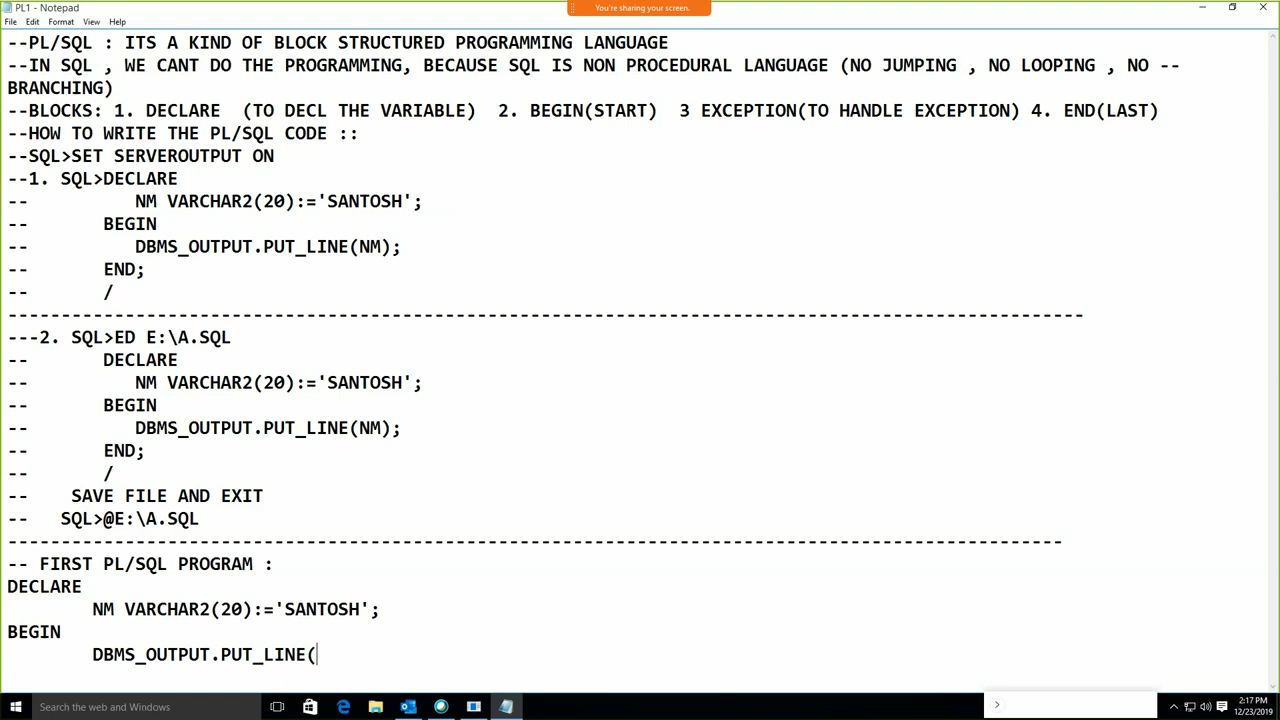 PL1 - Notepad
You're sharing your screen.
File Edit Format View Help
--PL/SQL : ITS A KIND OF BLOCK STRUCTURED PROGRAMMING LANGUAGE
--IN SQL , WE CANT DO THE PROGRAMMING, BECAUSE SQL IS NON PROCEDURAL LANGUAGE (NO JUMPING , NO LOOPING , NO --
BRANCHING)
--BLOCKS: 1. DECLARE  (TO DECL THE VARIABLE)  2. BEGIN(START)  3 EXCEPTION(TO HANDLE EXCEPTION) 4. END(LAST)
--HOW TO WRITE THE PL/SQL CODE ::
--SQL>SET SERVEROUTPUT ON
--1. SQL>DECLARE
--          NM VARCHAR2(20):='SANTOSH';
--       BEGIN
--          DBMS_OUTPUT.PUT_LINE(NM);
--       END;
--       /
-----------------------------------------------------------------------------------------------------
---2. SQL>ED E:\A.SQL
--       DECLARE
--          NM VARCHAR2(20):='SANTOSH';
--       BEGIN
--          DBMS_OUTPUT.PUT_LINE(NM);
--       END;
--       /
--    SAVE FILE AND EXIT
--   SQL>@E:\A.SQL
---------------------------------------------------------------------------------------------------
-- FIRST PL/SQL PROGRAM :
DECLARE
        NM VARCHAR2(20):='SANTOSH';
BEGIN
        DBMS_OUTPUT.PUT_LINE(
Search the web and Windows
2:17 PM
12/23/2019